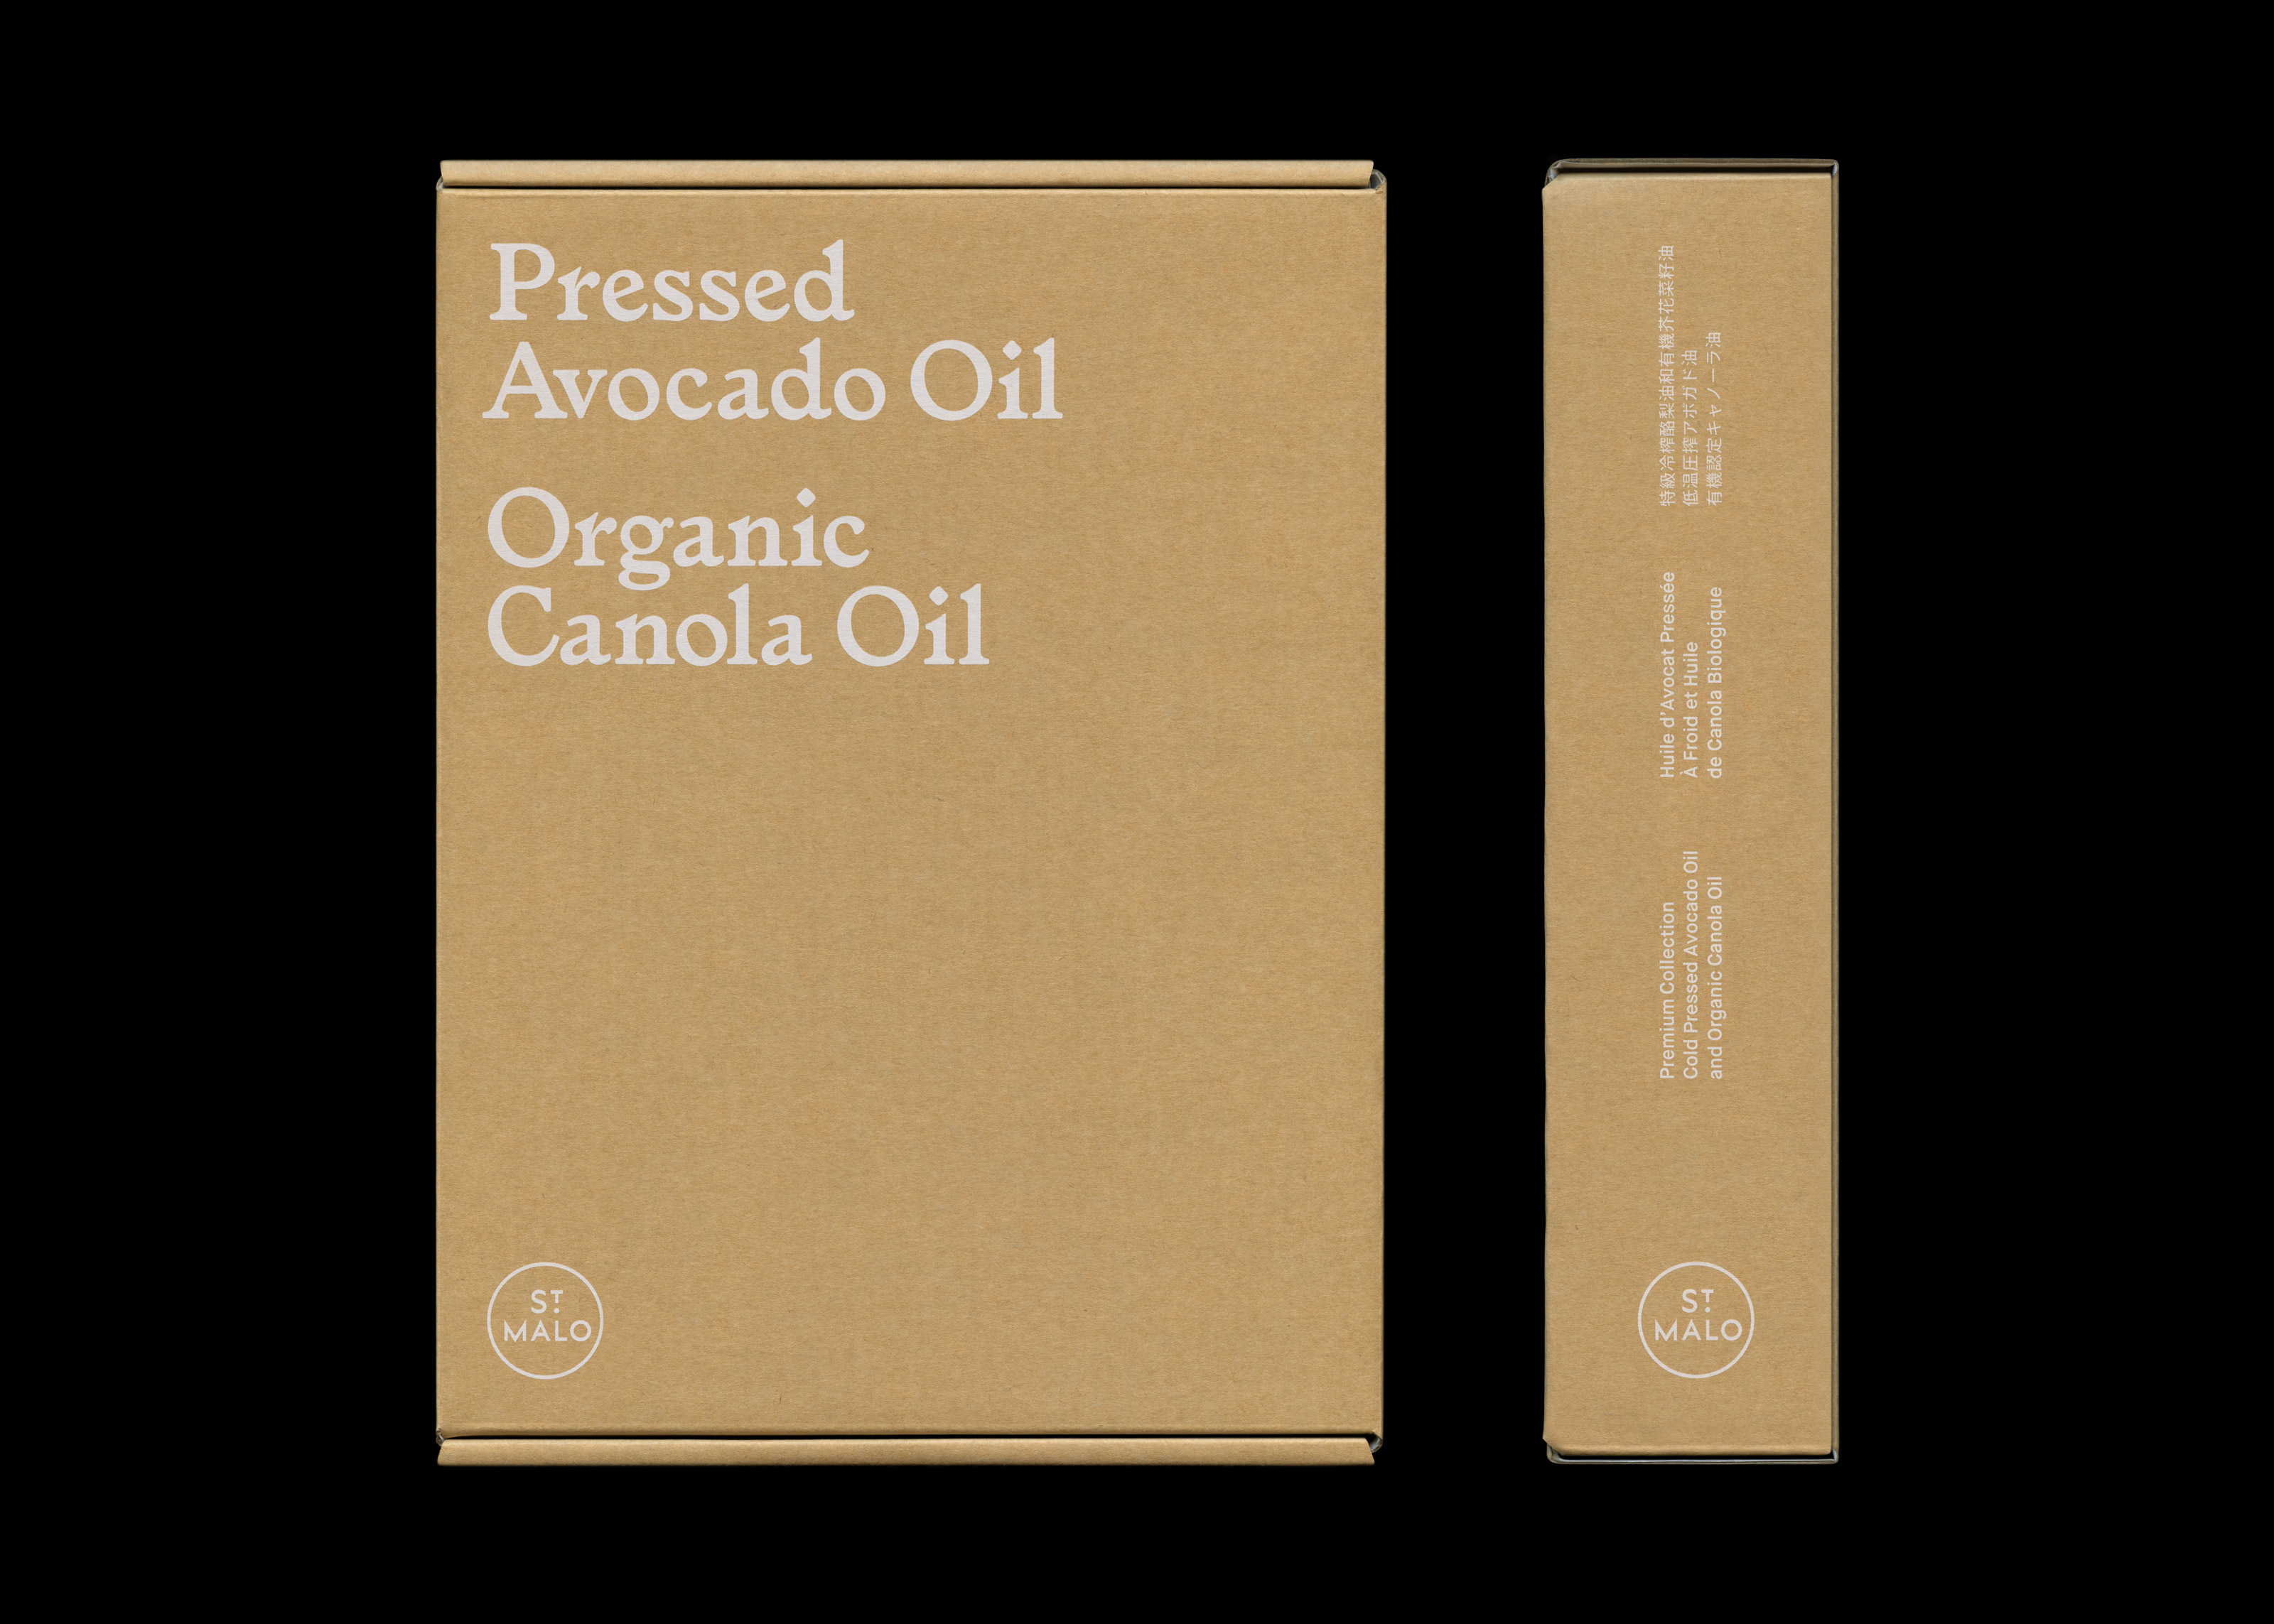 Pressed
Avocado Oil
Organic
Canola Oil
ST.
MALO
特級冷榨酪梨油和有機芥花菜籽油
低温圧搾アボガド油
有機認定キャノーラ油
Huile d'Avocat Pressée
À Froid et Huile
de Canola Biologique
Premium Collection
Cold Pressed Avocado Oil
and Organic Canola Oil
ST.
MALO